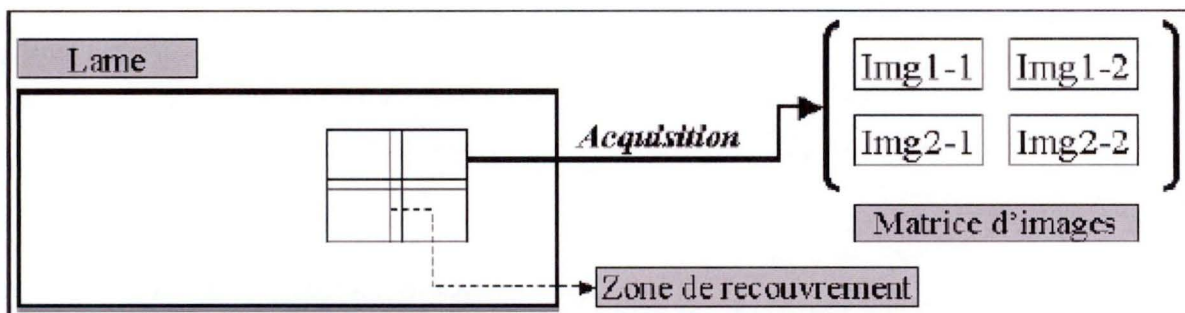 Lame
Acquisition
Img1-1 Img1-2
Img2-1 Img2-2
Matrice d'images
Zone de recouvrement